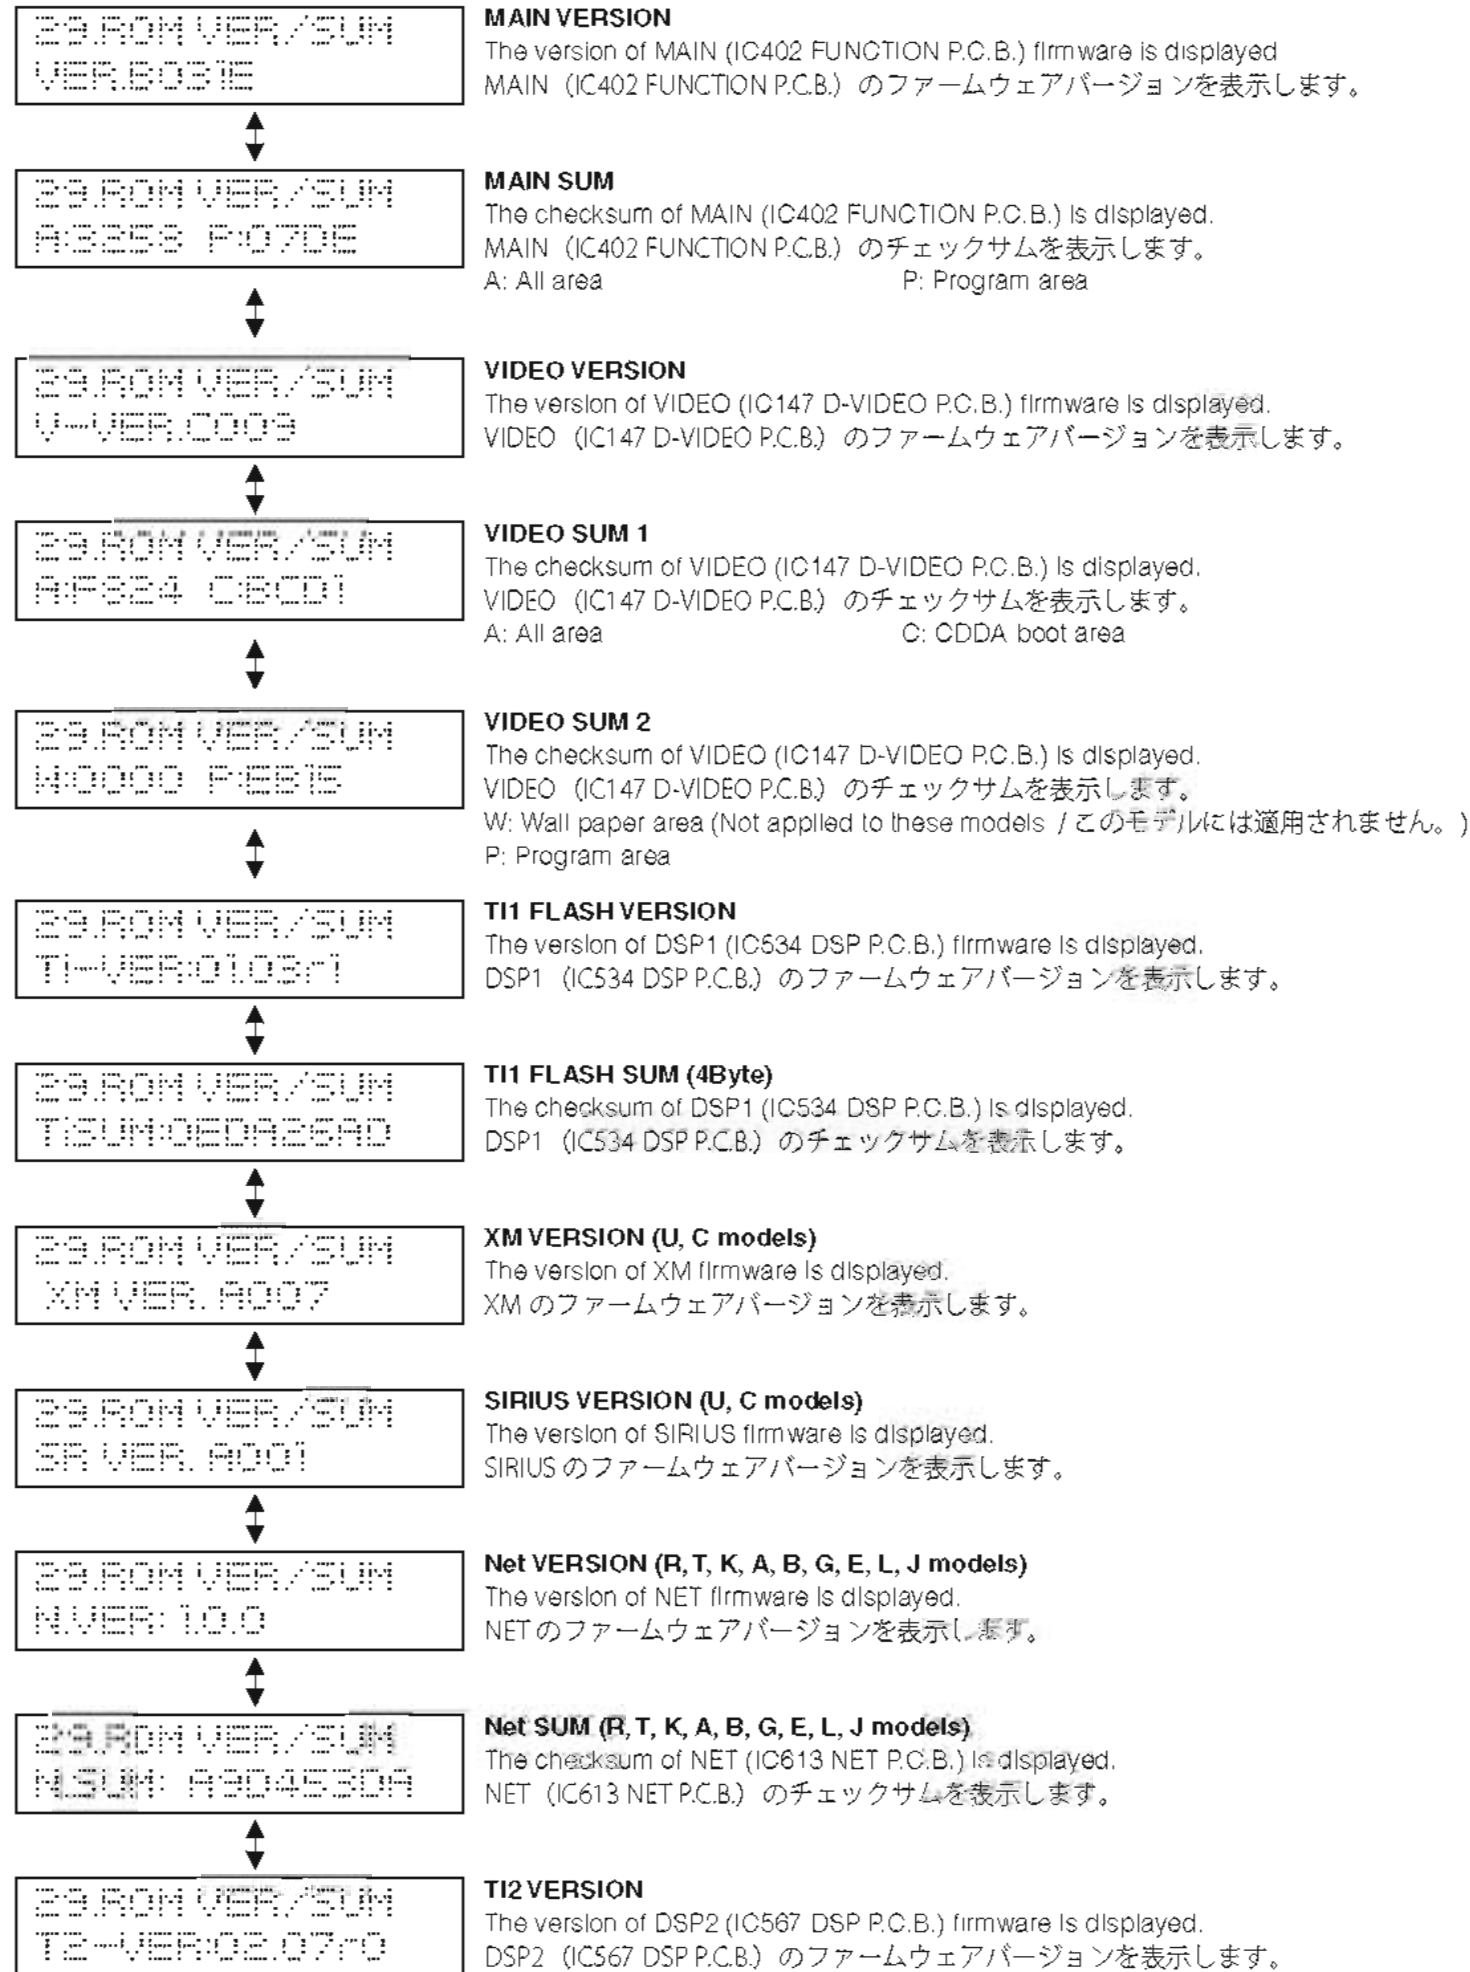 29.ROM VER/SUM
VER.B031E
MAIN VERSION
The version of MAIN (IC402 FUNCTION P.C.B.) firmware is displayed
MAIN（IC402 FUNCTION P.C.B.）のファームウェアバージョンを表示します。
29.ROM VER/SUM
A:3258 P:07DE
MAIN SUM
The checksum of MAIN (IC402 FUNCTION P.C.B.) is displayed.
MAIN（IC402 FUNCTION P.C.B.）のチェックサムを表示します。
A: All area P: Program area
29.ROM VER/SUM
V-VER.C009
VIDEO VERSION
The version of VIDEO (IC147 D-VIDEO P.C.B.) firmware is displayed.
VIDEO（IC147 D-VIDEO P.C.B.）のファームウェアバージョンを表示します。
29.ROM VER/SUM
C:BCD1
VIDEO SUM 1
The checksum of VIDEO (IC147 D-VIDEO P.C.B.) is displayed.
VIDEO（IC147 D-VIDEO P.C.B.）のチェックサムを表示します。
A: All area C: CDDA boot area
29.ROM VER/SUM
W:0000 P:EB1E
VIDEO SUM 2
The checksum of VIDEO (IC147 D-VIDEO P.C.B.) is displayed.
VIDEO（IC147 D-VIDEO P.C.B.）のチェックサムを表示します。
W: Wall paper area (Not applied to these models / このモデルには適用されません。)
P: Program area
29.ROM VER/SUM
T1-VER:01.03r1
TI1 FLASH VERSION
The version of DSP1 (IC534 DSP P.C.B.) firmware is displayed.
DSP1（IC534 DSP P.C.B.）のファームウェアバージョンを表示します。
29.ROM VER/SUM
TI1 FLASH SUM (4Byte)
The checksum of DSP1 (IC534 DSP P.C.B.) is displayed.
DSP1（IC534 DSP P.C.B.）のチェックサムを表示します。
29.ROM VER/SUM
XM VER. A007
XM VERSION (U, C models)
The version of XM firmware is displayed.
XM のファームウェアバージョンを表示します。
29.ROM VER/SUM
SR VER. A001
SIRIUS VERSION (U, C models)
The version of SIRIUS firmware is displayed.
SIRIUS のファームウェアバージョンを表示します。
29.ROM VER/SUM
N.VER: 1.0.0
Net VERSION (R, T, K, A, B, G, E, L, J models)
The version of NET firmware is displayed.
NET のファームウェアバージョンを表示します。
29.ROM VER/SUM
N.SUM: A904530A
Net SUM (R, T, K, A, B, G, E, L, J models)
The checksum of NET (IC613 NET P.C.B.) is displayed.
NET（IC613 NET P.C.B.）のチェックサムを表示します。
29.ROM VER/SUM
T2-VER:02.07r0
TI2 VERSION
The version of DSP2 (IC567 DSP P.C.B.) firmware is displayed.
DSP2（IC567 DSP P.C.B.）のファームウェアバージョンを表示します。